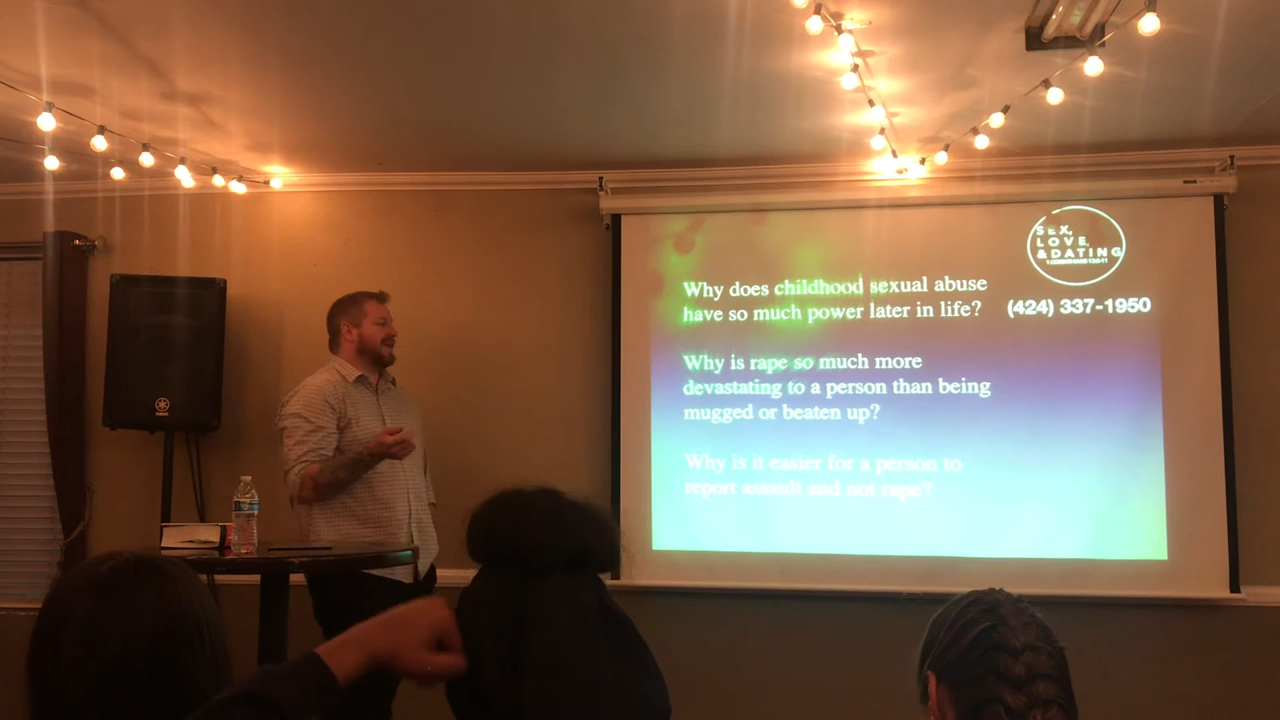 SEX,
LOVE,
& DATING
Why does childhood sexual abuse
have so much power later in life?
(424) 337-1950
Why is rape so much more
devastating to a person than being
mugged or beaten up?
Why is it easier for a person to
report assault and not rape?
YAMAHA